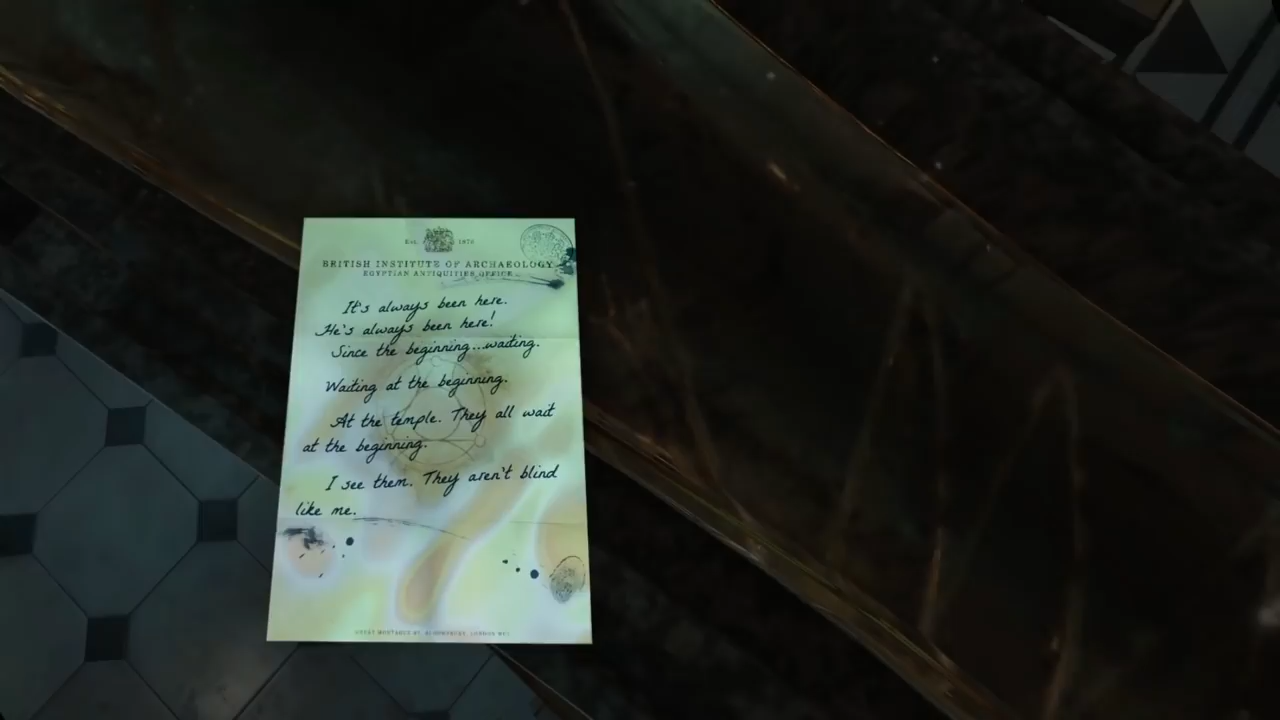 EST. 1878
BRITISH INSTITUTE OF ARCHAEOLOGY
EGYPTIAN ANTIQUITIES OFFICE
It's always been here.
He's always been here!
Since the beginning...waiting.
Waiting at the beginning.
At the temple. They all wait
at the beginning.
I see them. They aren't blind
like me.